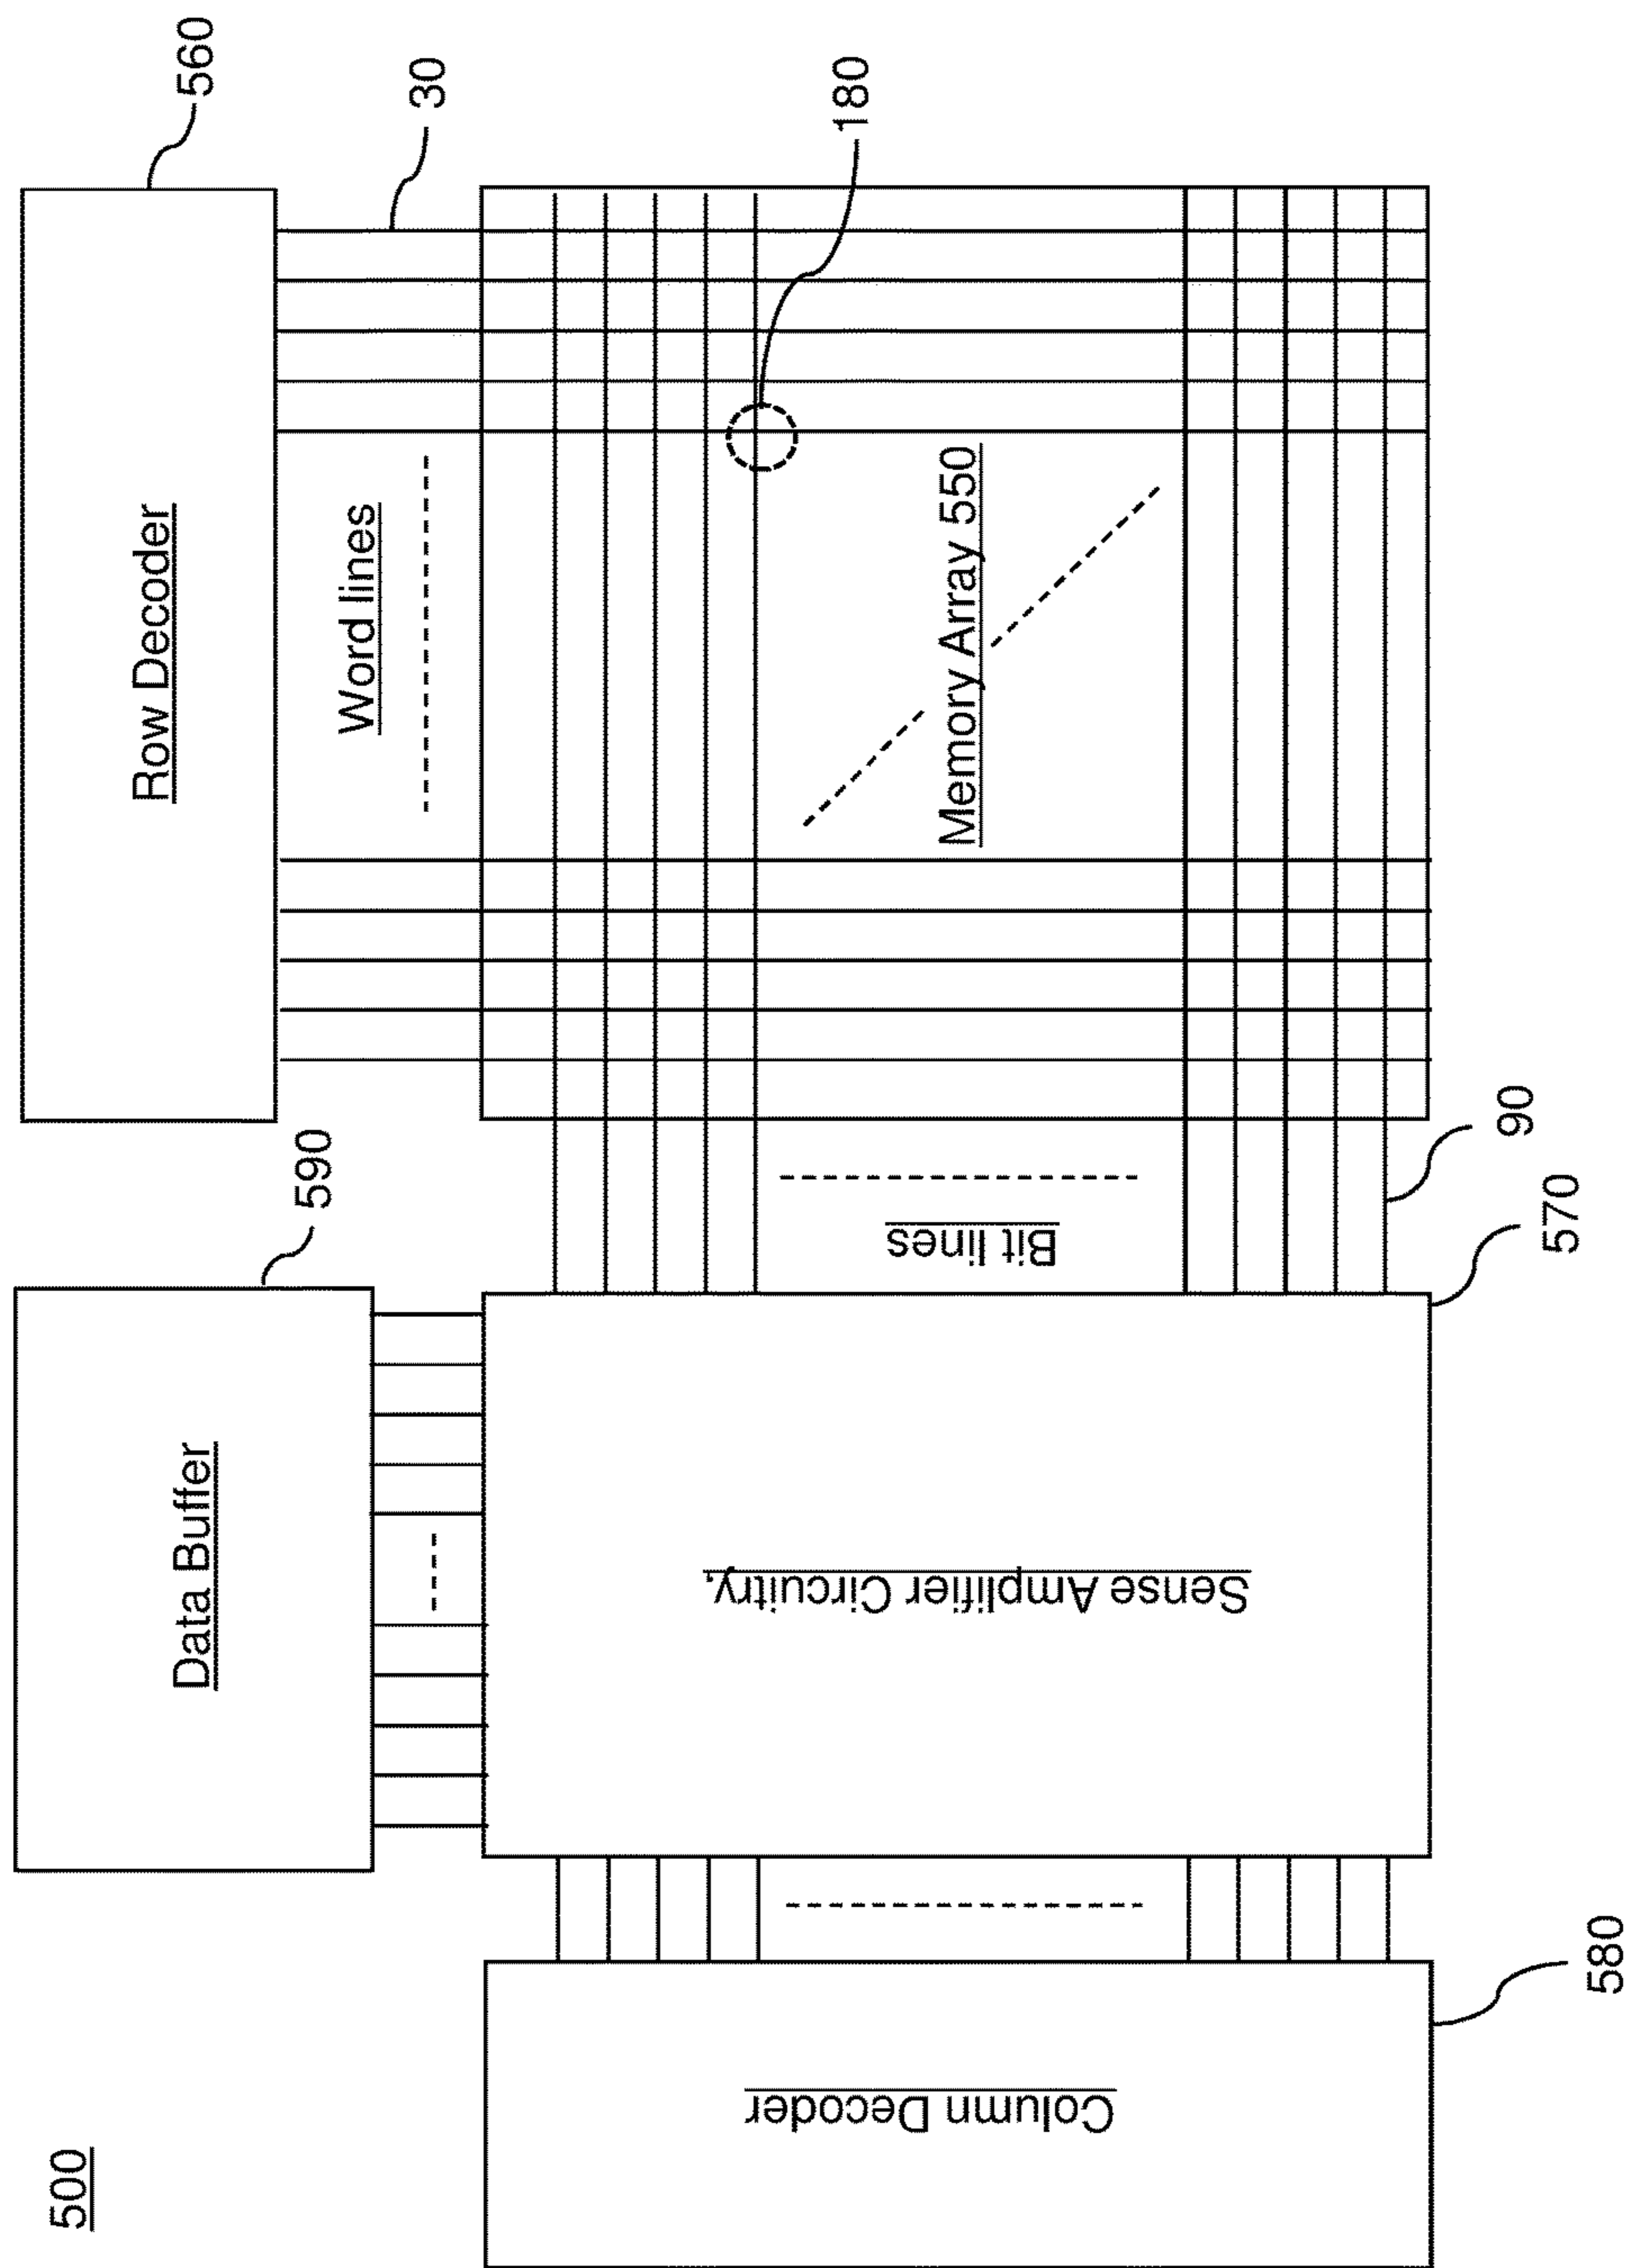 500
Row Decoder
560
Word lines
30
Data Buffer
590
180
Memory Array 550
Bit lines
90
Sense Amplifier Circuitry,
570
Column Decoder
580